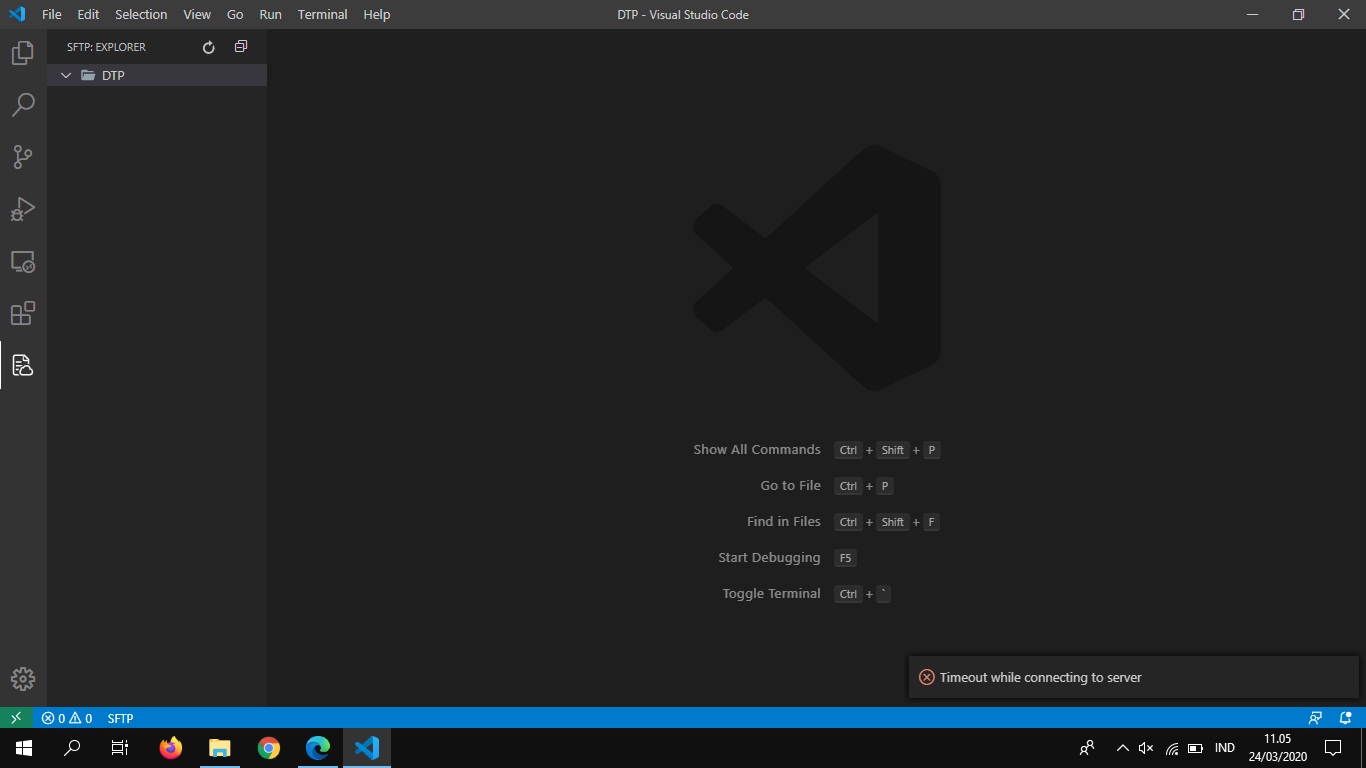 File Edit Selection View Go Run Terminal Help DTP - Visual Studio Code
SFTP: EXPLORER
DTP
Show All Commands Ctrl + Shift + P
Go to File Ctrl + P
Find in Files Ctrl + Shift + F
Start Debugging F5
Toggle Terminal Ctrl + `
Timeout while connecting to server
0 0 SFTP
IND
11.05
24/03/2020